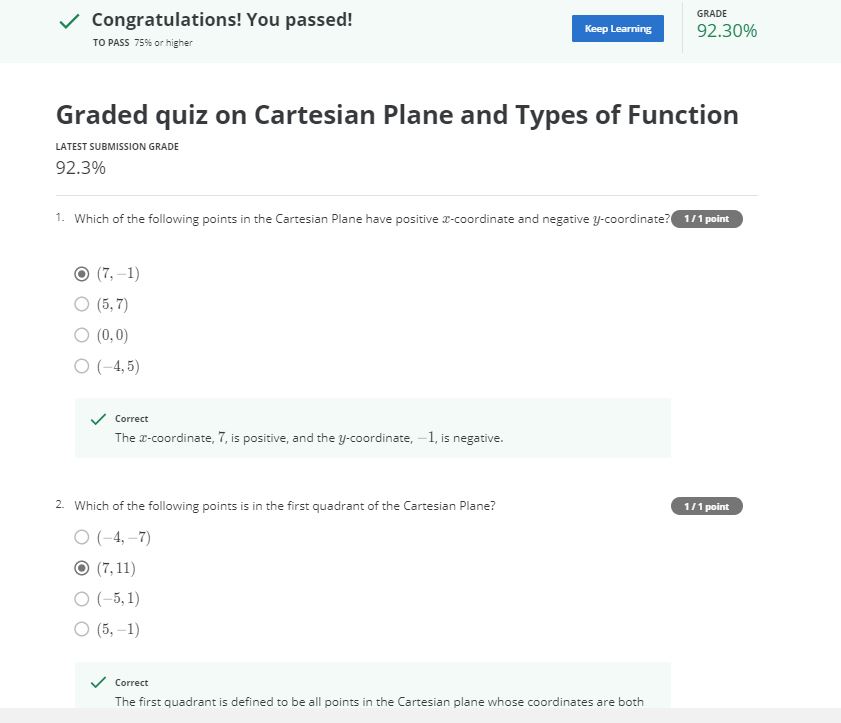 Congratulations! You passed!
TO PASS 75% or higher
Keep Learning
GRADE
92.30%
Graded quiz on Cartesian Plane and Types of Function
LATEST SUBMISSION GRADE
92.3%
1. Which of the following points in the Cartesian Plane have positive x-coordinate and negative y-coordinate? 1 / 1 point
(7, −1)
(5, 7)
(0, 0)
(−4, 5)
Correct
The x-coordinate, 7, is positive, and the y-coordinate, −1, is negative.
2. Which of the following points is in the first quadrant of the Cartesian Plane? 1 / 1 point
(−4, −7)
(7, 11)
(−5, 1)
(5, −1)
Correct
The first quadrant is defined to be all points in the Cartesian plane whose coordinates are both